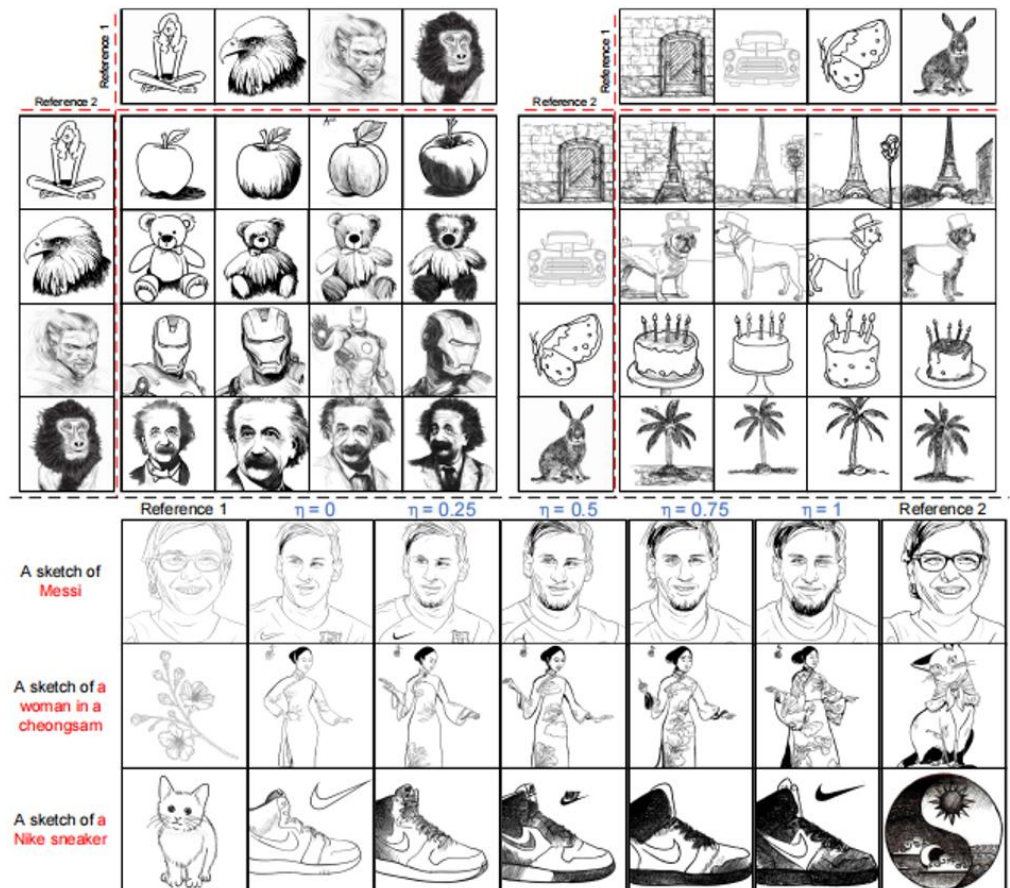 Reference 1
Reference 2
Reference 1
Reference 2
Reference 1
η = 0
η = 0.25
η = 0.5
η = 0.75
η = 1
Reference 2
A sketch of
Messi
A sketch of a
woman in a
cheongsam
A sketch of a
Nike sneaker